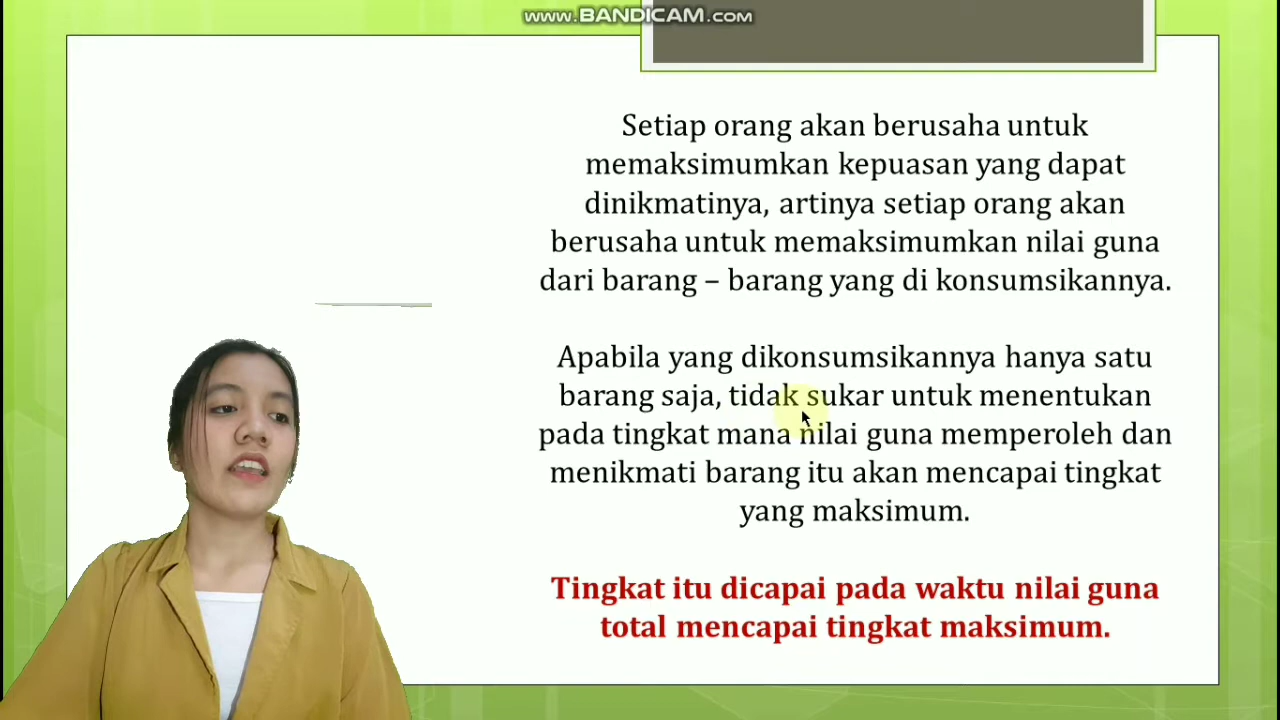 www.BANDICAM.com
Setiap orang akan berusaha untuk
memaksimumkan kepuasan yang dapat
dinikmatinya, artinya setiap orang akan
berusaha untuk memaksimumkan nilai guna
dari barang – barang yang di konsumsikannya.
Apabila yang dikonsumsikannya hanya satu
barang saja, tidak sukar untuk menentukan
pada tingkat mana nilai guna memperoleh dan
menikmati barang itu akan mencapai tingkat
yang maksimum.
Tingkat itu dicapai pada waktu nilai guna
total mencapai tingkat maksimum.